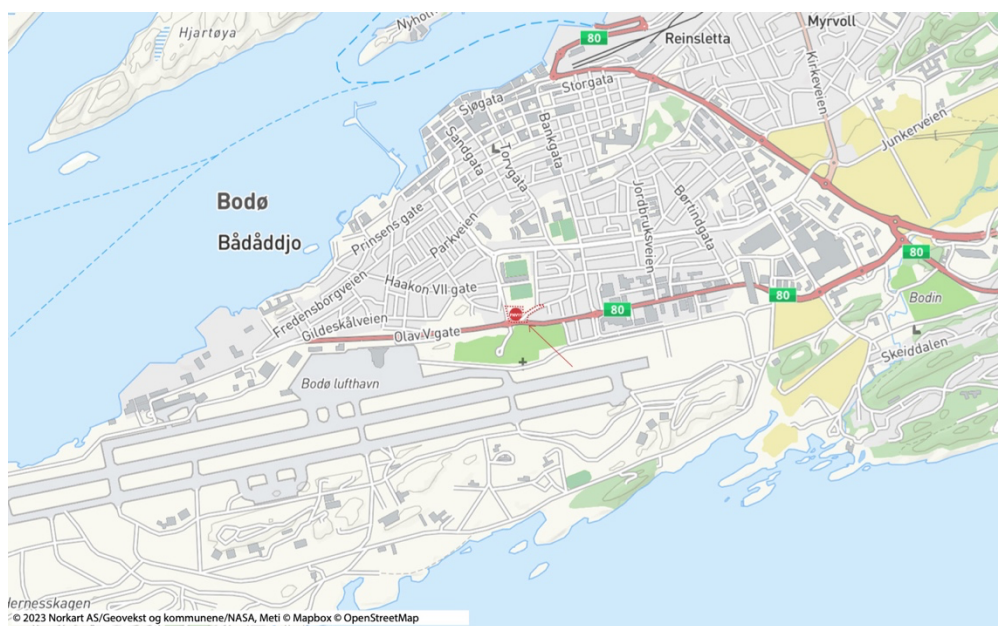 Hjartøya
Nyholm
80
Reinsletta
Myrvoll
Storgata
Kirkeveien
Sjøgata
Junkerveien
Bankgata
Sandgata
Torvgata
Bodø
Bådåddjo
Prinsens gate
Parkveien
Jordbruksveien
Børtindgata
80
Haakon VII gate
80
Bodin
Fredensborgveien
80
Gildeskålveien
Olav V gate
Skeiddalen
Bodø lufthavn
lernesskagen
© 2023 Norkart AS/Geovekst og kommunene/NASA, Meti © Mapbox © OpenStreetMap